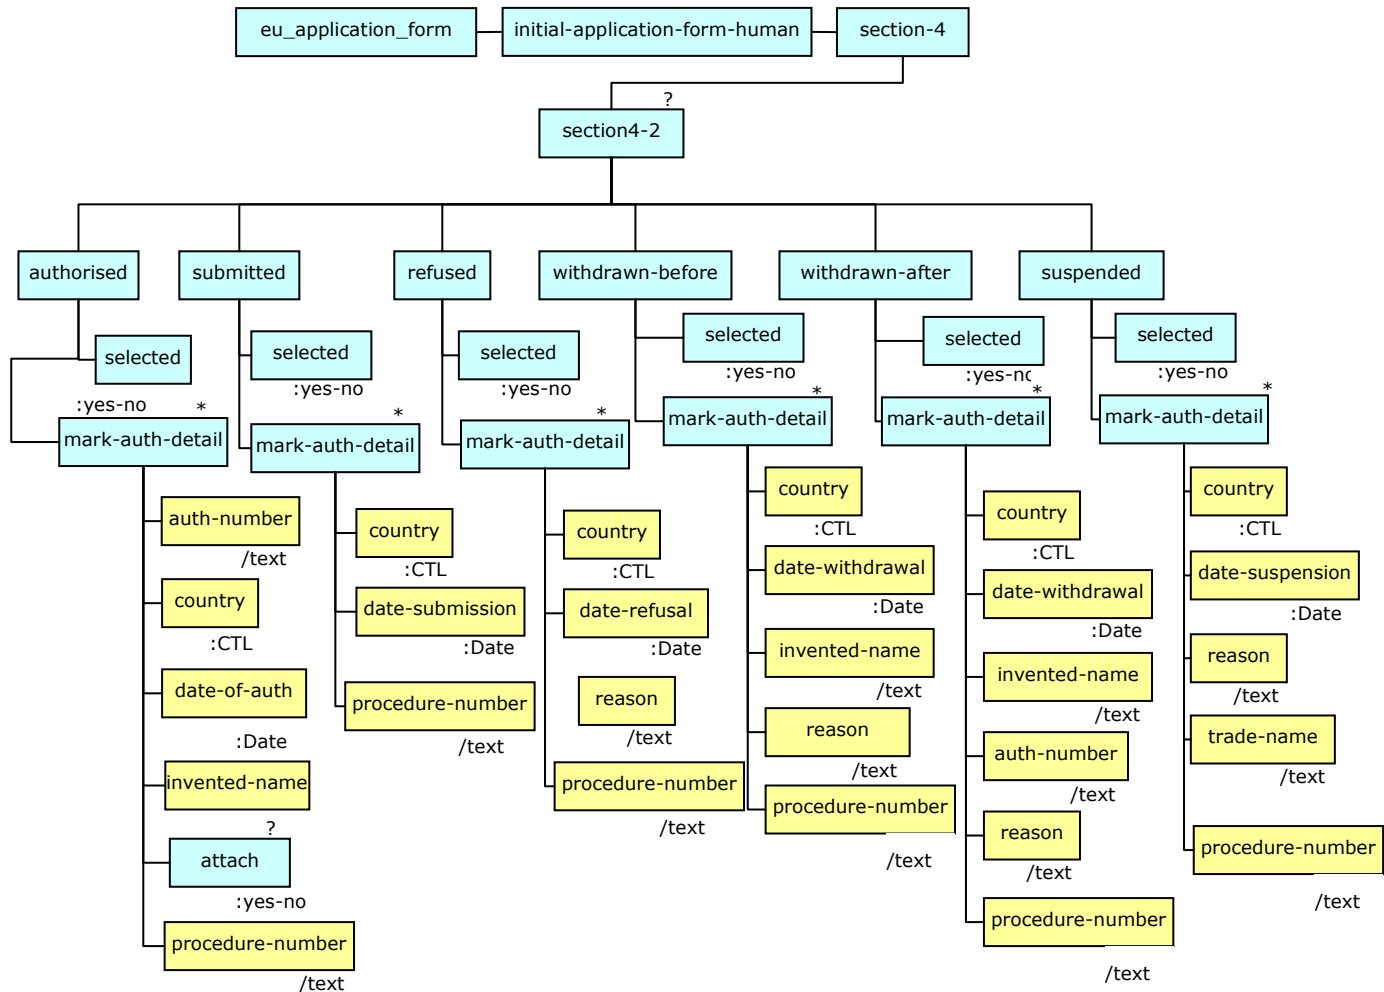 eu_application_form
initial-application-form-human
section-4
?
section4-2
authorised
submitted
refused
withdrawn-before
withdrawn-after
suspended
selected
:yes-no
*
mark-auth-detail
auth-number
/text
country
:CTL
date-of-auth
:Date
invented-name
?
attach
:yes-no
procedure-number
/text
selected
:yes-no
*
mark-auth-detail
country
:CTL
date-submission
:Date
procedure-number
/text
selected
:yes-no
*
mark-auth-detail
country
:CTL
date-refusal
:Date
reason
/text
procedure-number
/text
selected
:yes-no
*
mark-auth-detail
country
:CTL
date-withdrawal
:Date
invented-name
/text
reason
/text
procedure-number
/text
selected
:yes-no
*
mark-auth-detail
country
:CTL
date-withdrawal
:Date
invented-name
/text
auth-number
/text
reason
/text
procedure-number
/text
selected
:yes-no
*
mark-auth-detail
country
:CTL
date-suspension
:Date
reason
/text
trade-name
/text
procedure-number
/text